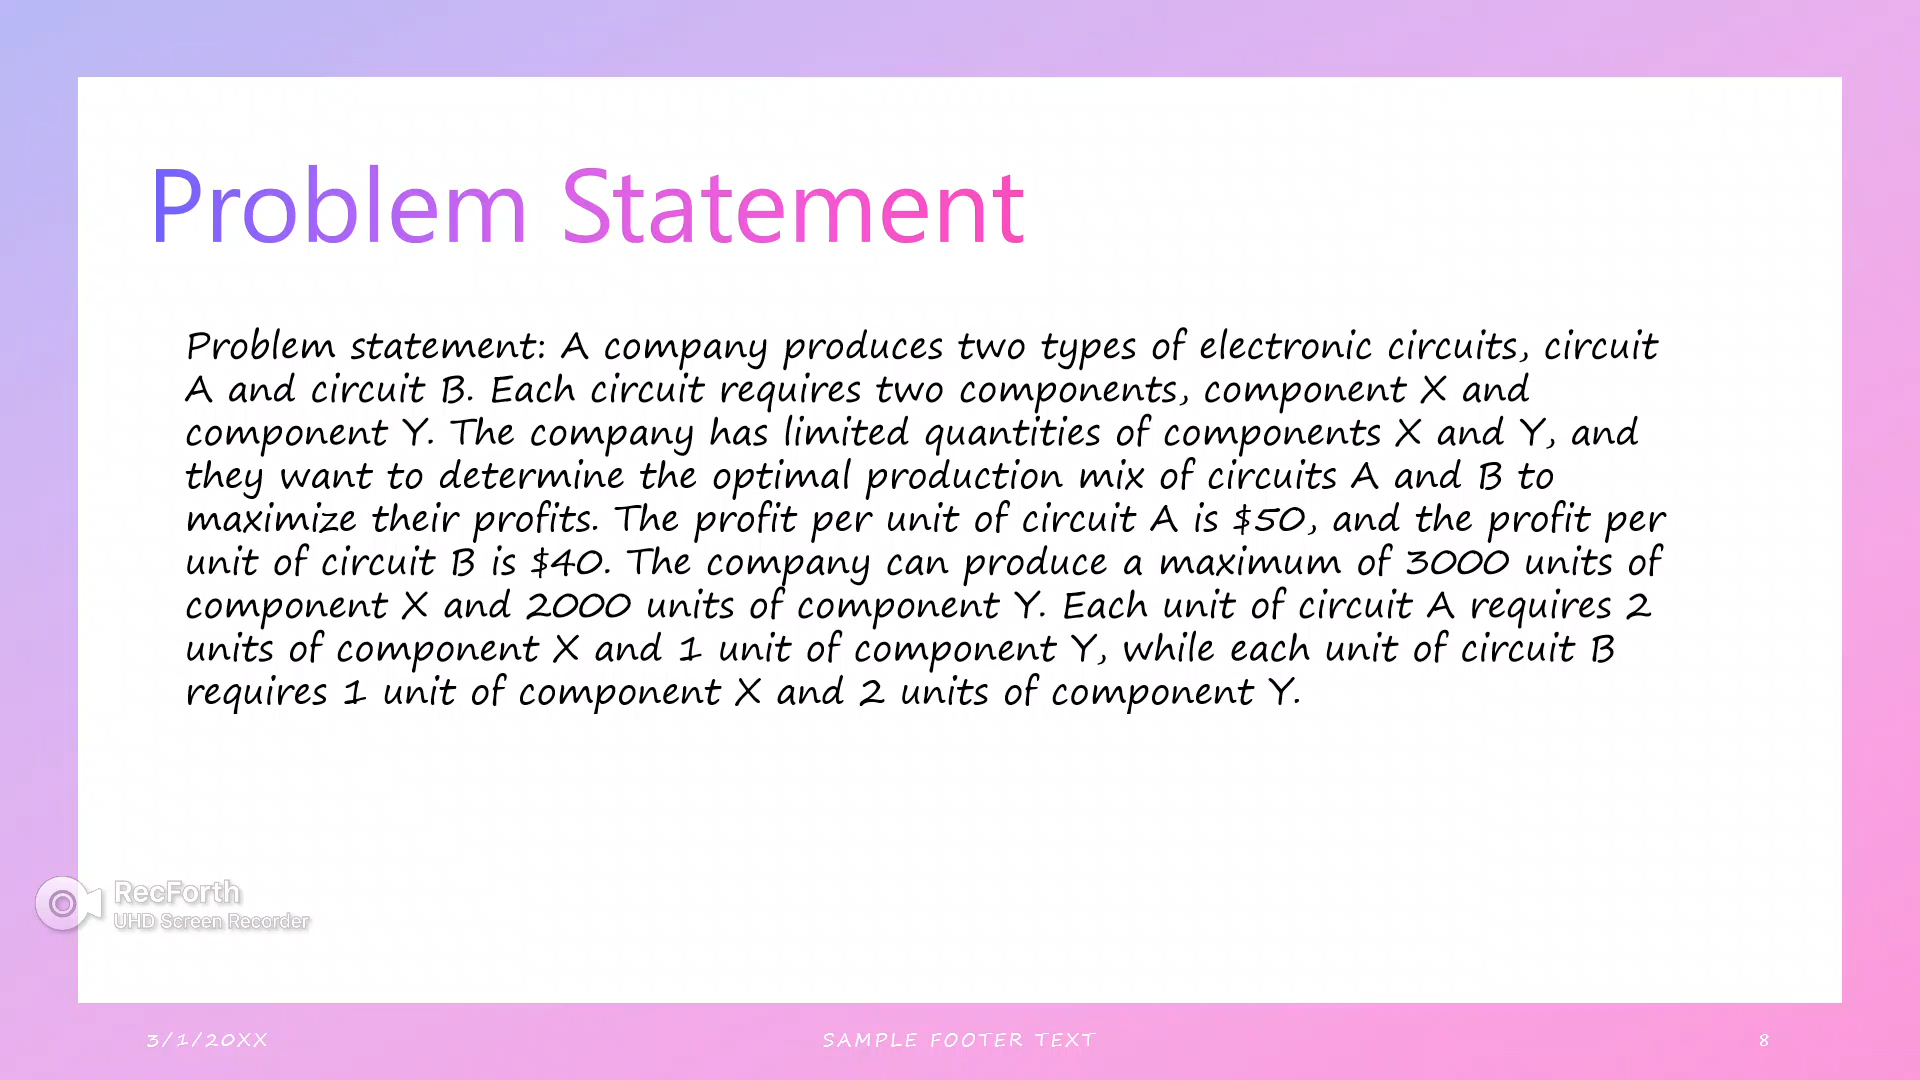 Problem Statement
Problem statement: A company produces two types of electronic circuits, circuit
A and circuit B. Each circuit requires two components, component X and
component Y. The company has limited quantities of components X and Y, and
they want to determine the optimal production mix of circuits A and B to
maximize their profits. The profit per unit of circuit A is $50, and the profit per
unit of circuit B is $40. The company can produce a maximum of 3000 units of
component X and 2000 units of component Y. Each unit of circuit A requires 2
units of component X and 1 unit of component Y, while each unit of circuit B
requires 1 unit of component X and 2 units of component Y.
RecForth
UHD Screen Recorder
3/1/20XX
SAMPLE FOOTER TEXT
8